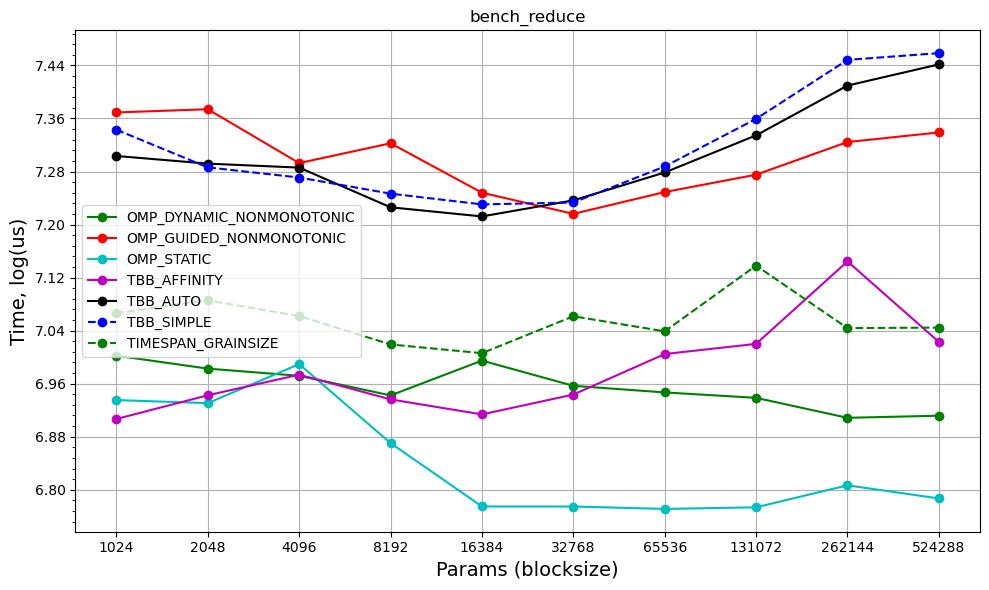 bench_reduce
Time, log(us)
7.44
7.36
7.28
7.20
7.12
7.04
6.96
6.88
6.80
OMP_DYNAMIC_NONMONOTONIC
OMP_GUIDED_NONMONOTONIC
OMP_STATIC
TBB_AFFINITY
TBB_AUTO
TBB_SIMPLE
TIMESPAN_GRAINSIZE
1024 2048 4096 8192 16384 32768 65536 131072 262144 524288
Params (blocksize)